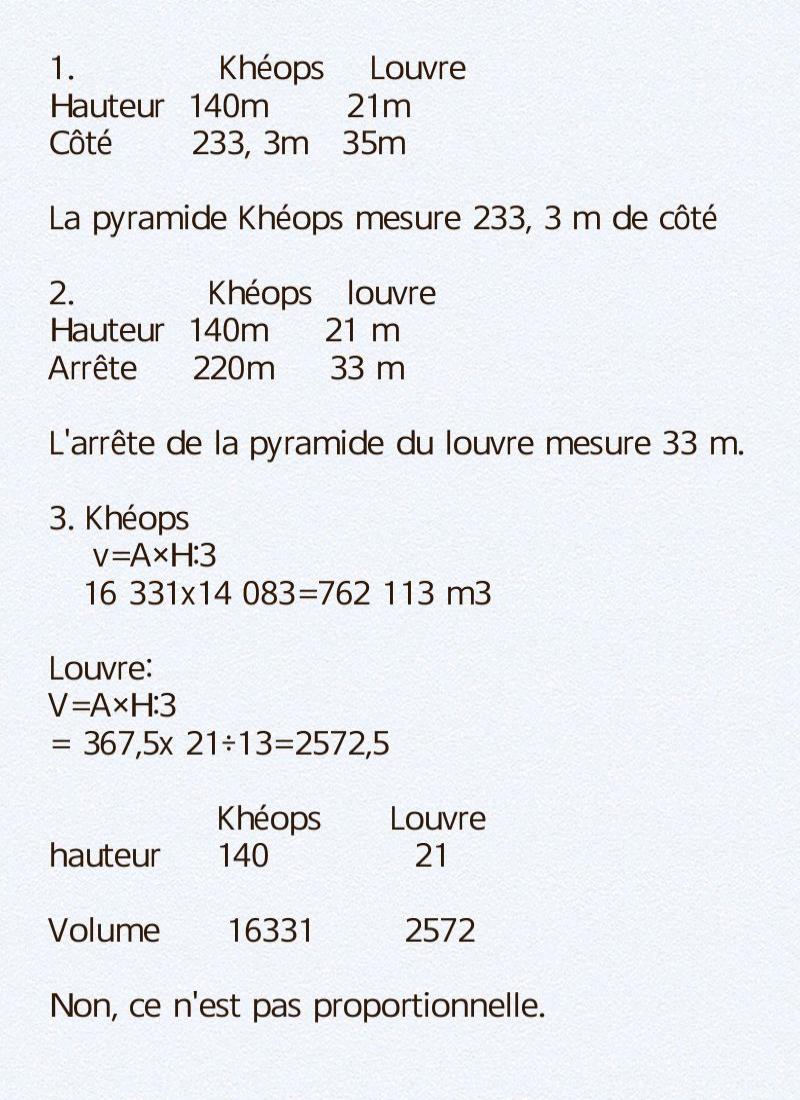 1. Khéops Louvre
Hauteur 140m 21m
Côté 233, 3m 35m
La pyramide Khéops mesure 233, 3 m de côté
2. Khéops louvre
Hauteur 140m 21 m
Arrête 220m 33 m
L'arrête de la pyramide du louvre mesure 33 m.
3. Khéops
v=A×H:3
16 331x14 083=762 113 m3
Louvre:
V=A×H:3
= 367,5x 21÷13=2572,5
Khéops Louvre
hauteur 140 21
Volume 16331 2572
Non, ce n'est pas proportionnelle.